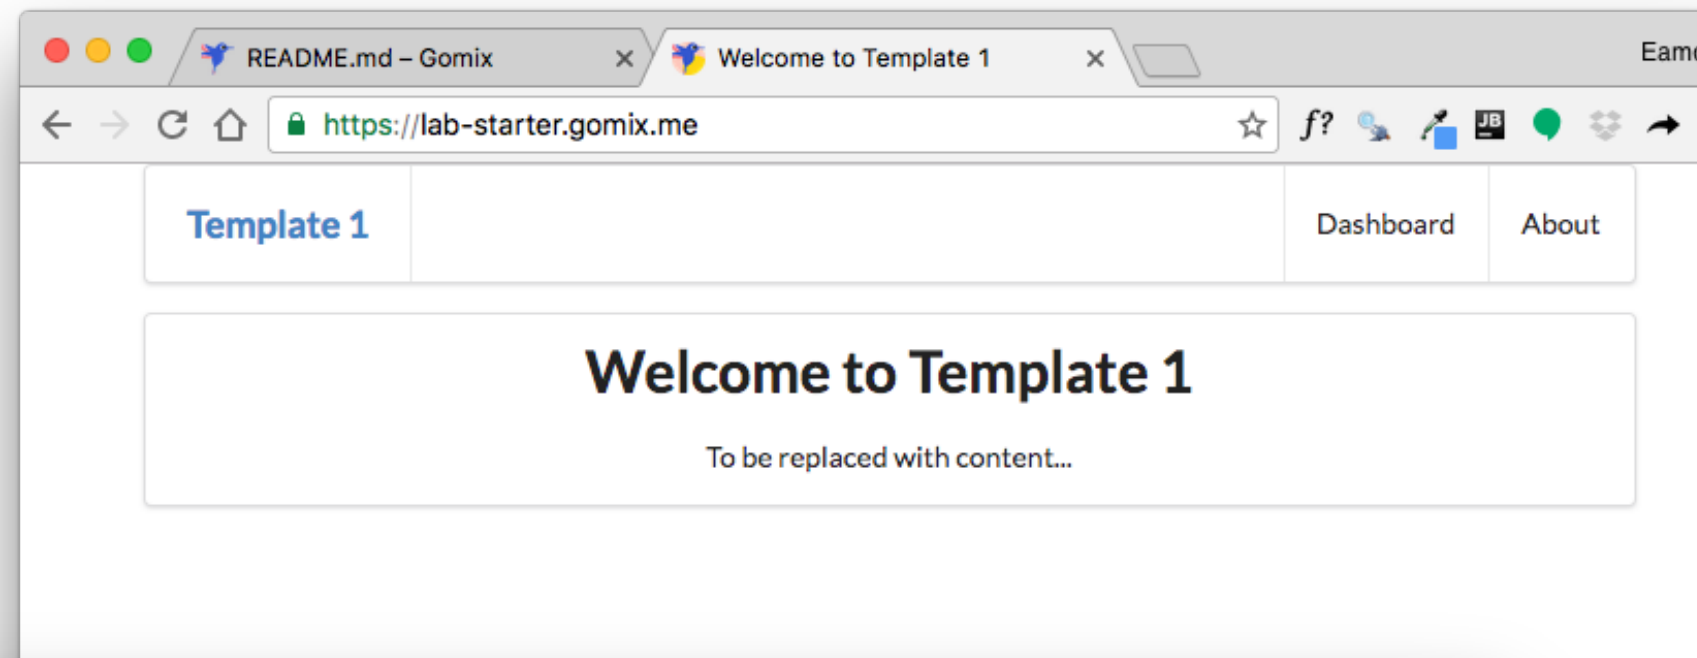 README.md – Gomix
Welcome to Template 1
https://lab-starter.gomix.me
f?
JB
Template 1
Dashboard
About
Welcome to Template 1
To be replaced with content...